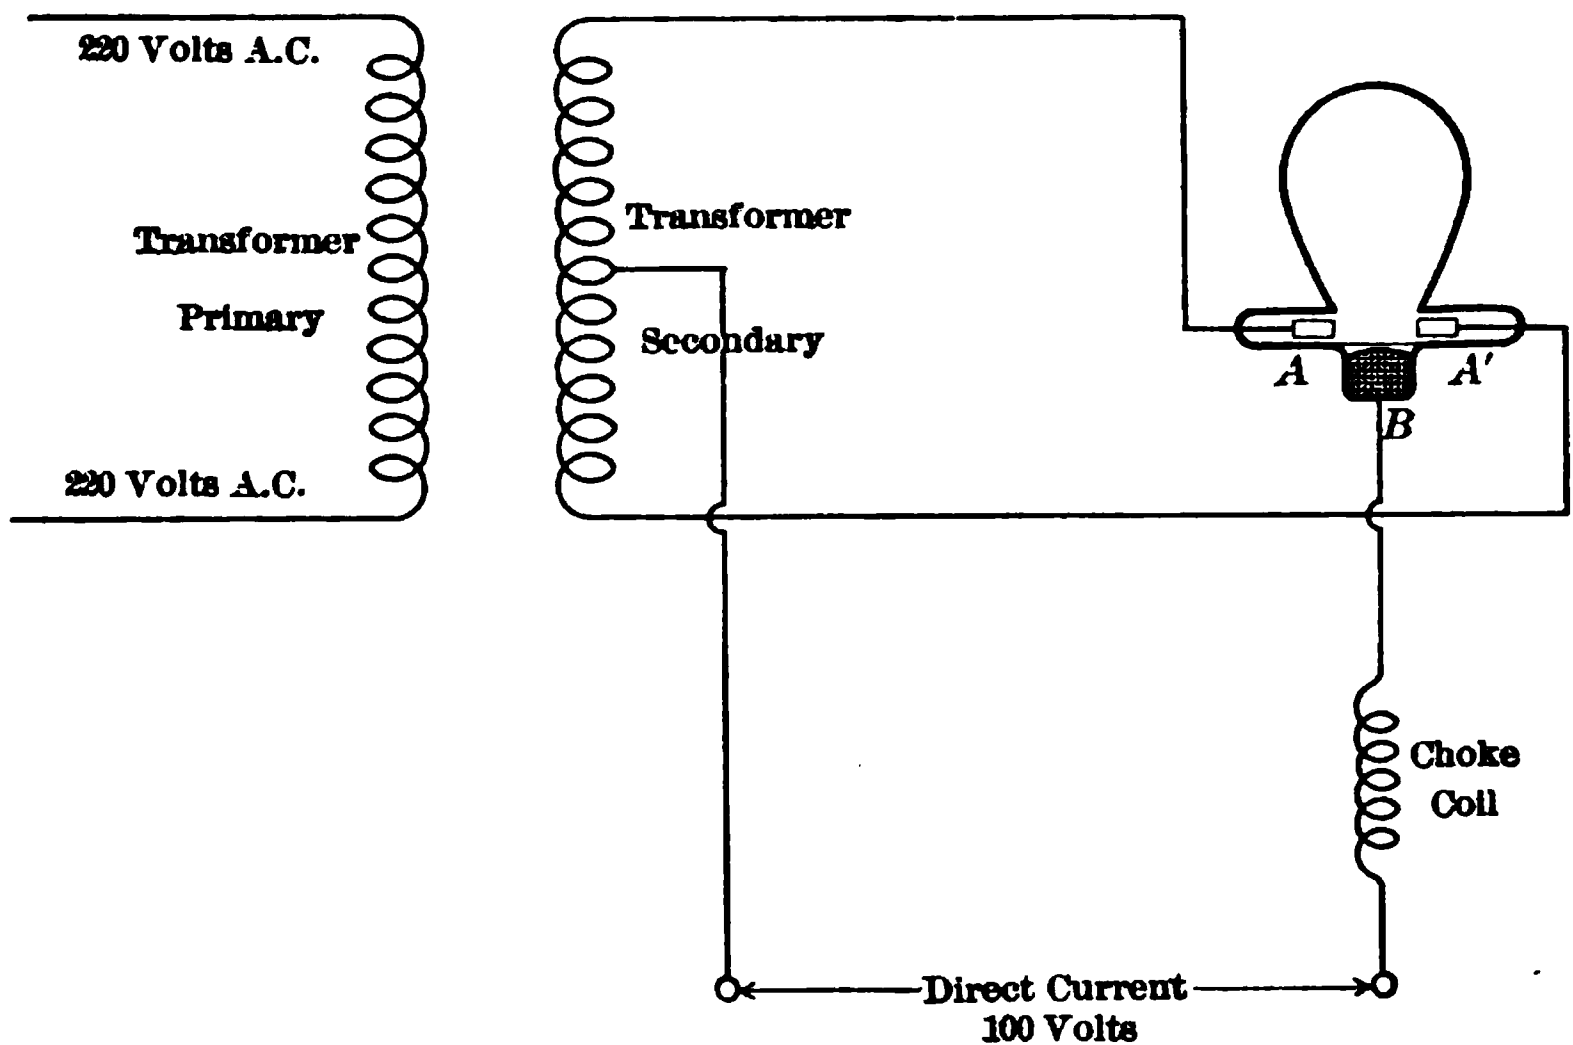 220 Volts A.C.
Transformer
Primary
220 Volts A.C.
Transformer
Secondary
A
A'
B
Choke
Coil
Direct Current
100 Volts